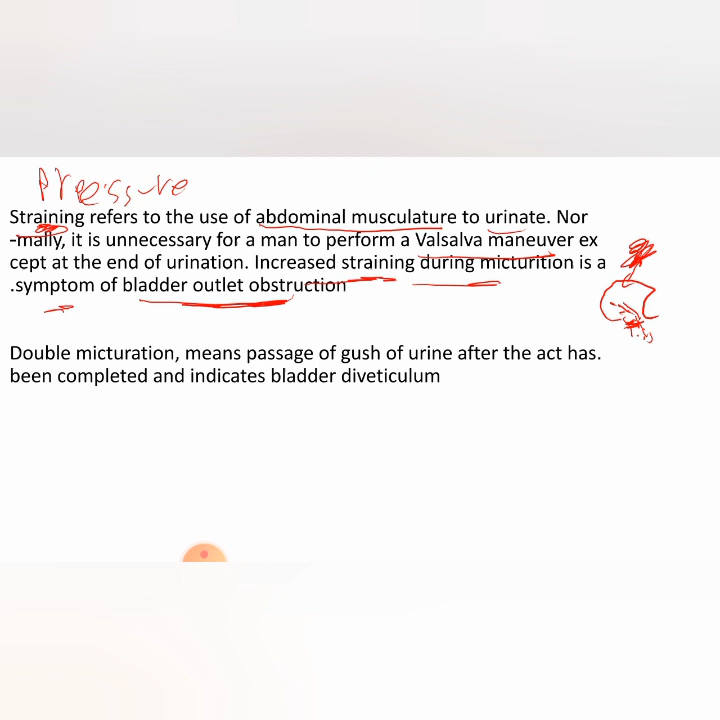 Pressure
Straining refers to the use of abdominal musculature to urinate. Nor
-mally, it is unnecessary for a man to perform a Valsalva maneuver ex
cept at the end of urination. Increased straining during micturition is a
.symptom of bladder outlet obstruction
Double micturation, means passage of gush of urine after the act has.
been completed and indicates bladder diveticulum